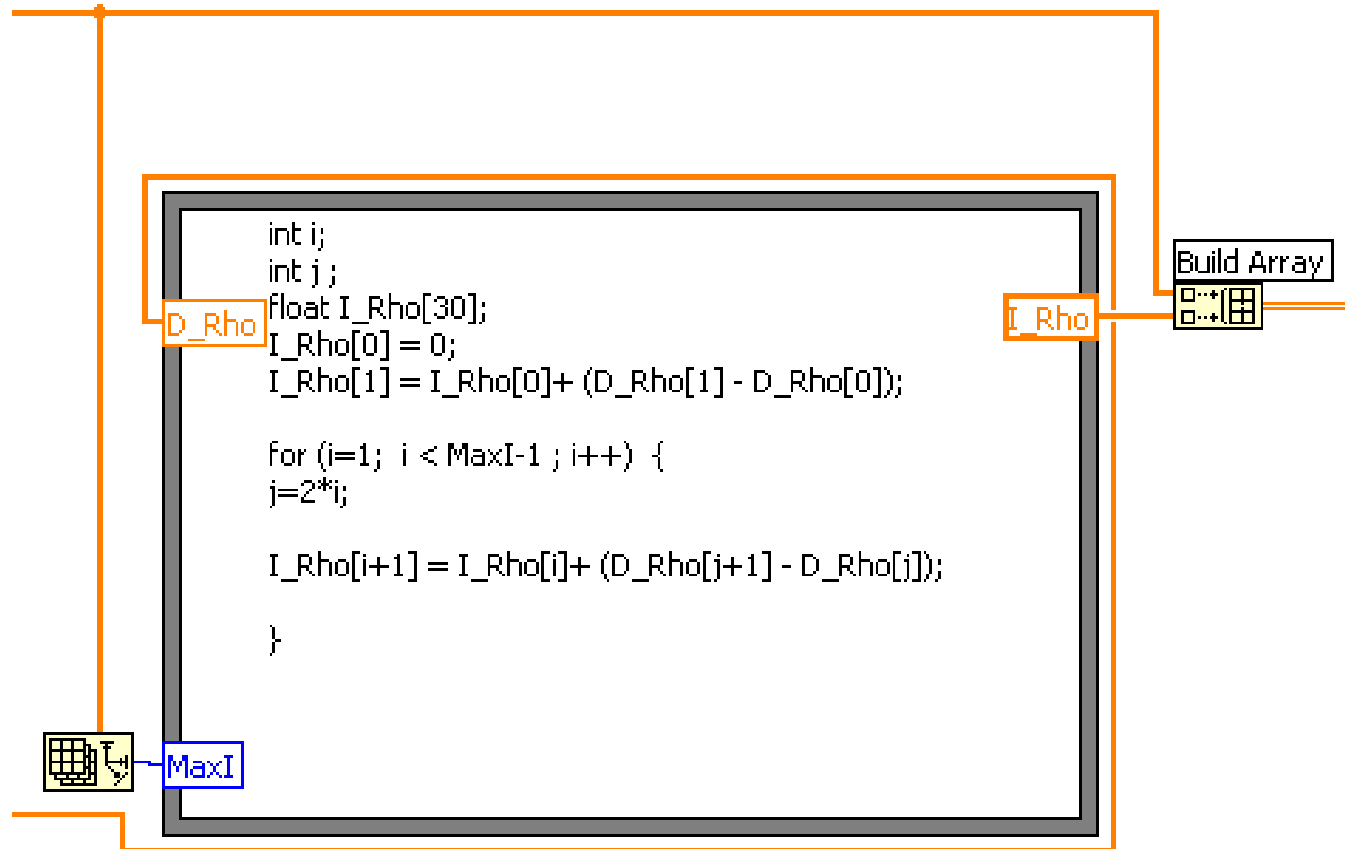 int i;
int j ;
float I_Rho[30];
I_Rho[0] = 0;
I_Rho[1] = I_Rho[0]+ (D_Rho[1] - D_Rho[0]);
for (i=1;  i < MaxI-1 ; i++)  {
j=2*i;
I_Rho[i+1] = I_Rho[i]+ (D_Rho[j+1] - D_Rho[j]);
}
D_Rho
MaxI
I_Rho
Build Array